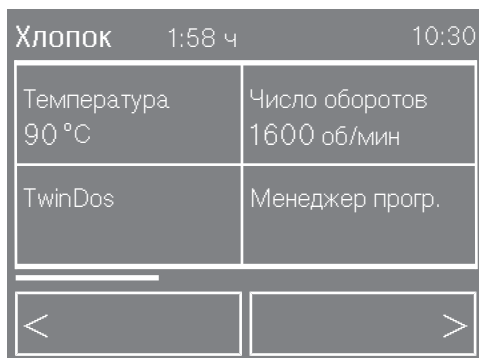 Хлопок 1:58 ч 10:30
Температура Число оборотов
90 °C 1600 об/мин
TwinDos Менеджер прогр.
< >